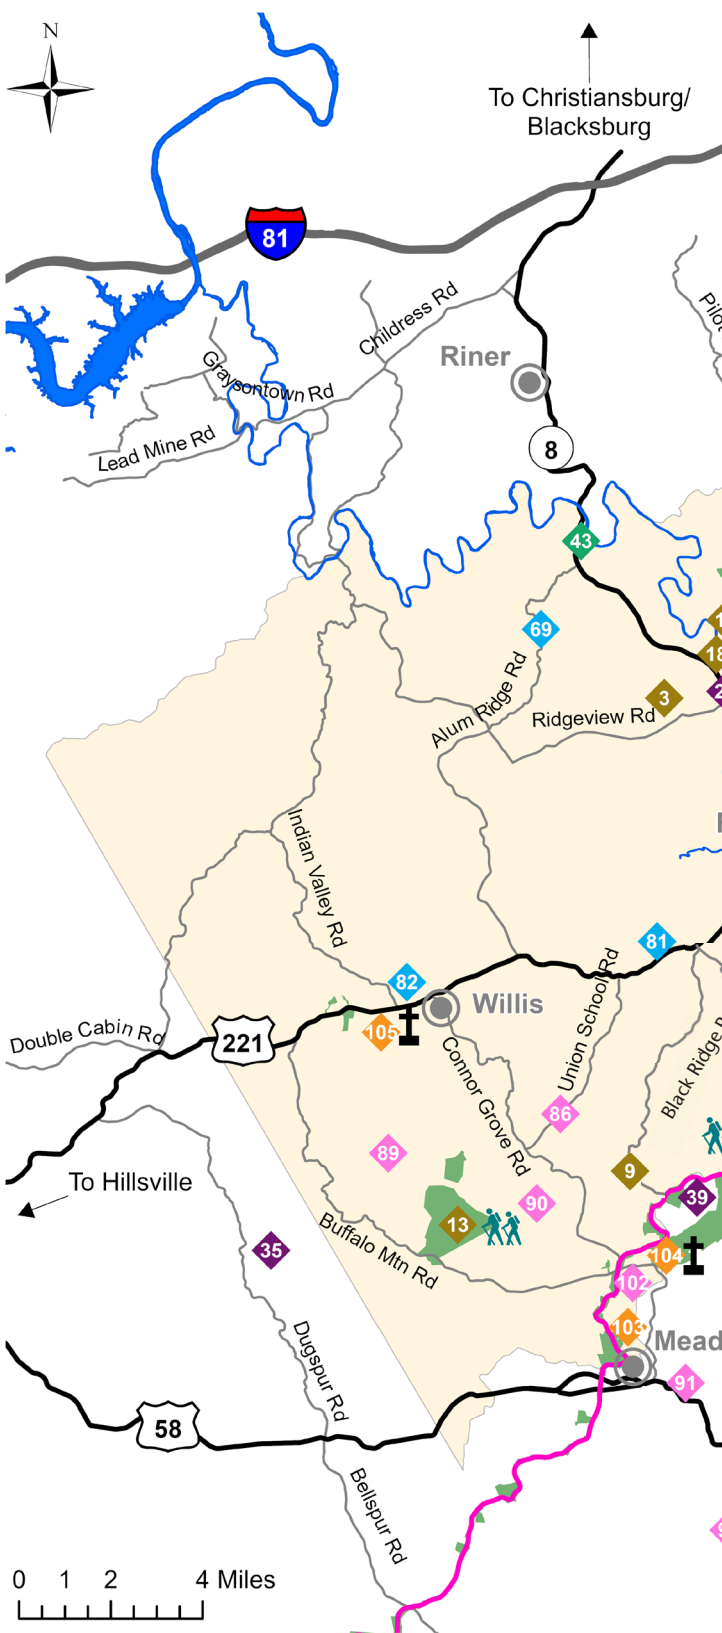 N
To Christiansburg/
Blacksburg
81
Childress Rd
Riner
Graysontown Rd
Lead Mine Rd
8
43
69
18
3
Alum Ridge Rd
Ridgeview Rd
Indian Valley Rd
81
82
Willis
105
221
Double Cabin Rd
Union School Rd
Connor Grove Rd
Black Ridge
86
89
9
To Hillsville
39
90
13
35
Buffalo Mtn Rd
104
102
103
Mead
91
Dugspur Rd
58
Bellspur Rd
0 1 2 4 Miles